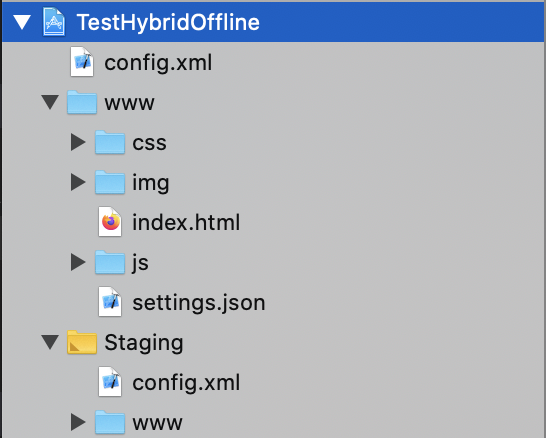 TestHybridOffline
config.xml
www
css
img
index.html
js
settings.json
Staging
config.xml
www